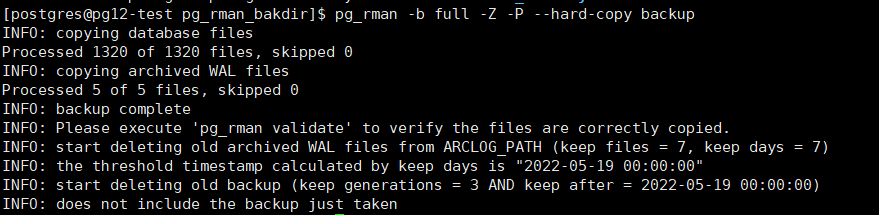 [postgres@pg12-test pg_rman_bakdir]$ pg_rman -b full -Z -P --hard-copy backup
INFO: copying database files
Processed 1320 of 1320 files, skipped 0
INFO: copying archived WAL files
Processed 5 of 5 files, skipped 0
INFO: backup complete
INFO: Please execute 'pg_rman validate' to verify the files are correctly copied.
INFO: start deleting old archived WAL files from ARCLOG_PATH (keep files = 7, keep days = 7)
INFO: the threshold timestamp calculated by keep days is "2022-05-19 00:00:00"
INFO: start deleting old backup (keep generations = 3 AND keep after = 2022-05-19 00:00:00)
INFO: does not include the backup just taken